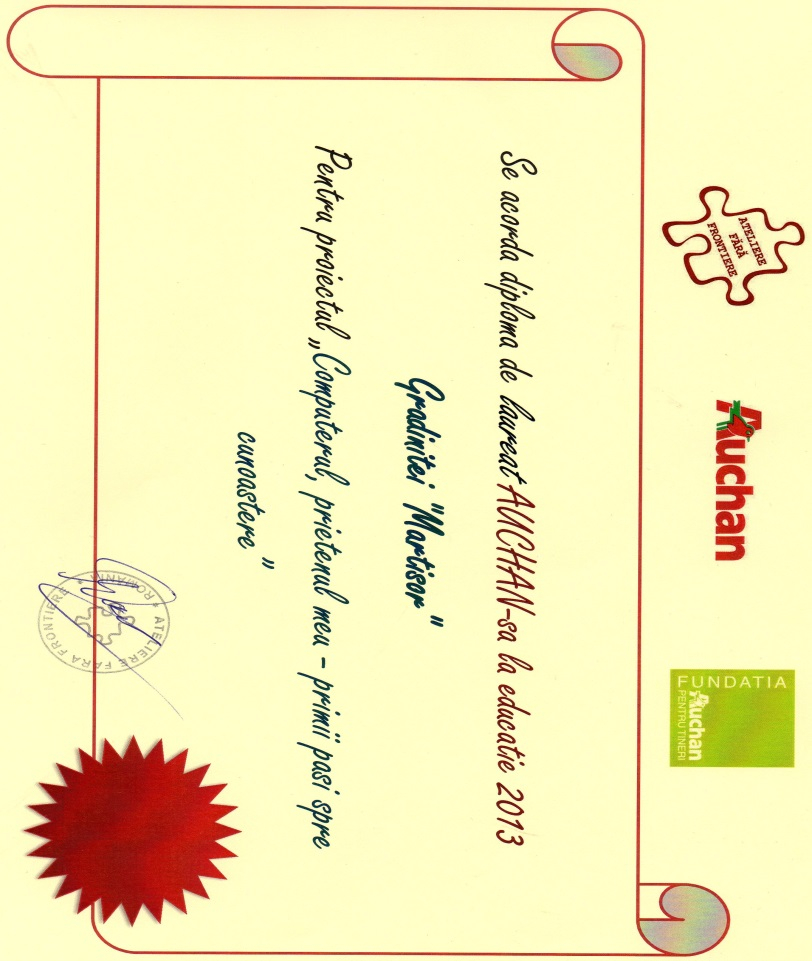 ATELIERE
FĂRĂ
FRONTIERE
Auchan
FUNDATIA
Auchan
PENTRU TINERI
Se acorda diploma de laureat AUCHAN-sa la educatie 2013
Gradinitei "Martisor"
Pentru proiectul „Computerul, prietenul meu - primii pasi spre
cunoastere"
ATELIERE FARA FRONTIERE • ROMANIA •